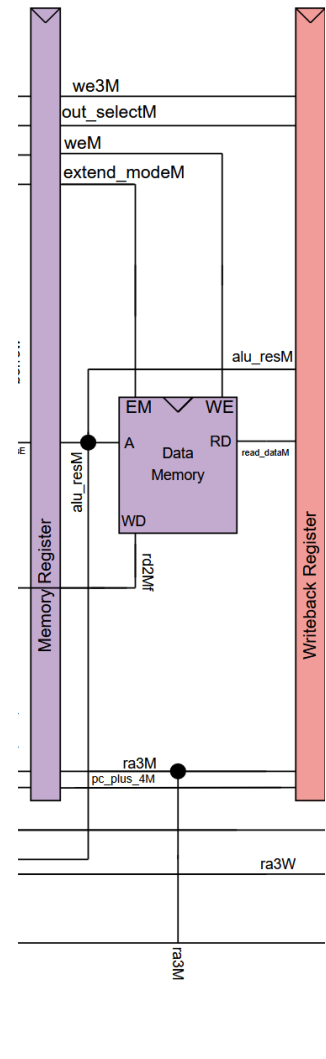 we3M
out_selectM
weM
extend_modeM
alu_resM
EM
WE
A
Data
Memory
RD
read_dataM
alu_resM
WD
rd2Mf
Memory Register
Writeback Register
ra3M
pc_plus_4M
ra3W
ra3M